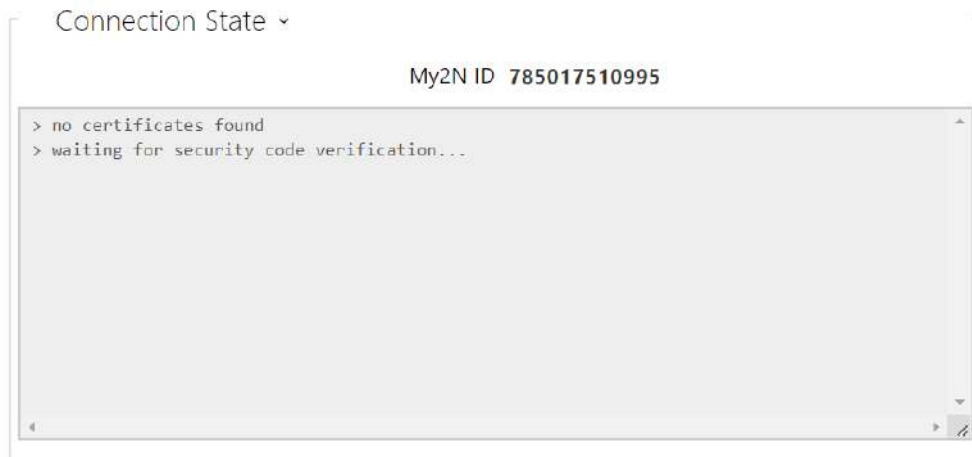 Connection State
My2N ID 785017510995
> no certificates found
> waiting for security code verification...